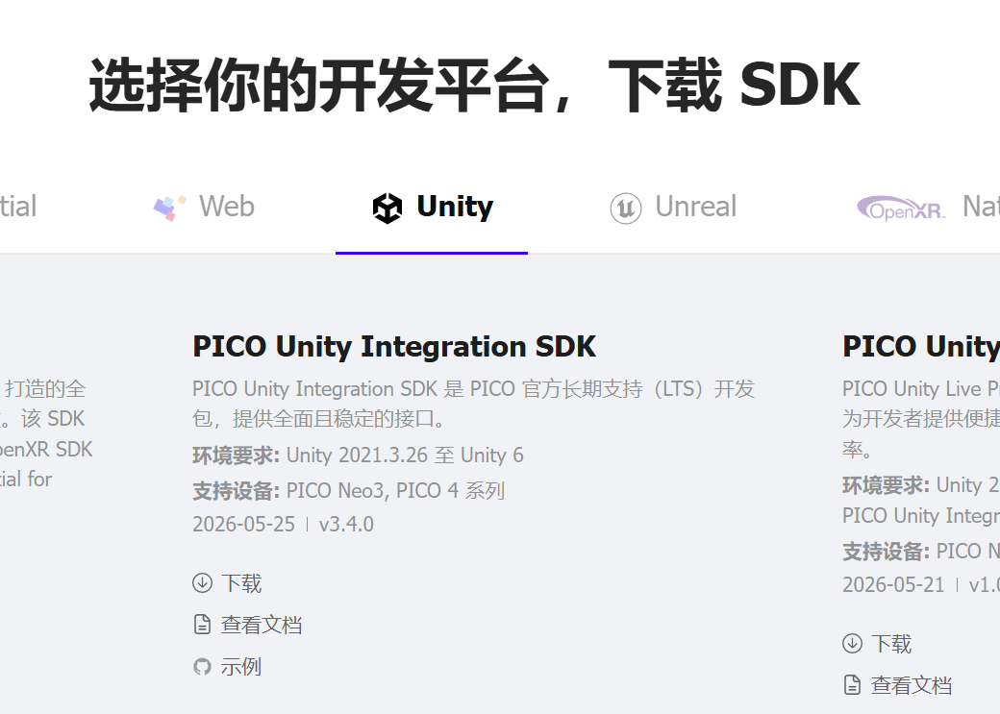 选择你的开发平台，下载 SDK
tial
Web
Unity
Unreal
OpenXR
Nat
打造的全
。该 SDK
penXR SDK
tial for
PICO Unity Integration SDK
PICO Unity Integration SDK 是 PICO 官方长期支持（LTS）开发
包，提供全面且稳定的接口。
环境要求: Unity 2021.3.26 至 Unity 6
支持设备: PICO Neo3, PICO 4 系列
2026-05-25 | v3.4.0
下载
查看文档
示例
PICO Unity
PICO Unity Live P
为开发者提供便捷
率。
环境要求: Unity 2
PICO Unity Integr
支持设备: PICO N
2026-05-21 | v1.0
下载
查看文档